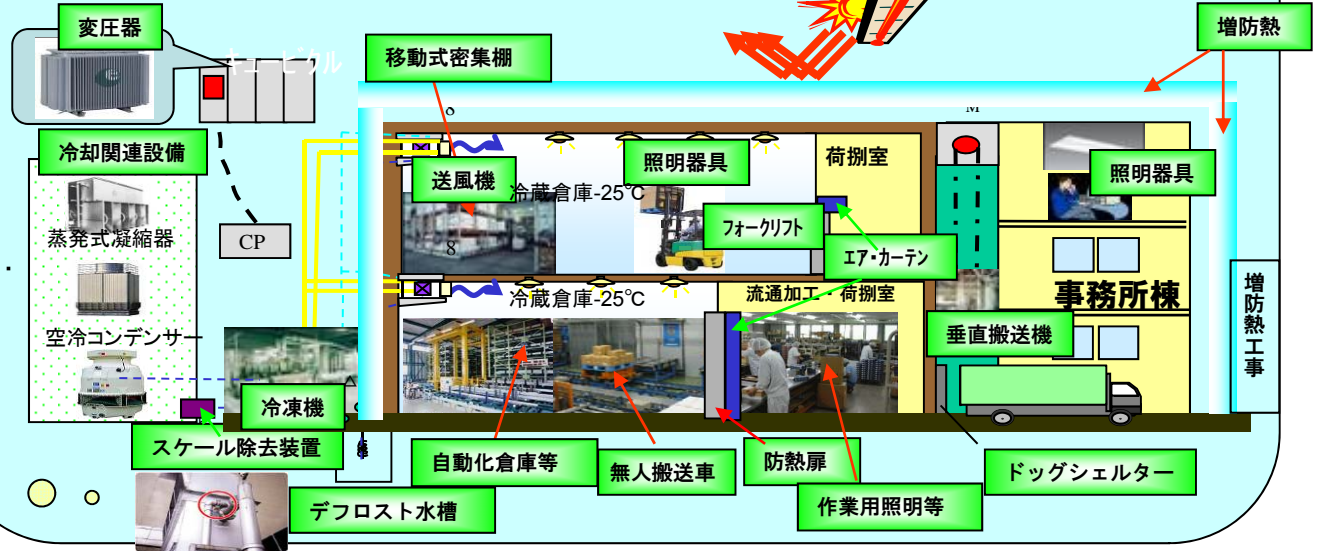 変圧器
キュービクル
移動式密集棚
増防熱
M
8
冷却関連設備
照明器具
荷捌室
照明器具
送風機
冷蔵倉庫-25℃
フォークリフト
蒸発式凝縮器
CP
8
エア・カーテン
冷蔵倉庫-25℃
流通加工・荷捌室
事務所棟
増防熱工事
空冷コンデンサー
垂直搬送機
冷凍機
スケール除去装置
自動化倉庫等
無人搬送車
防熱扉
ドッグシェルター
デフロスト水槽
作業用照明等